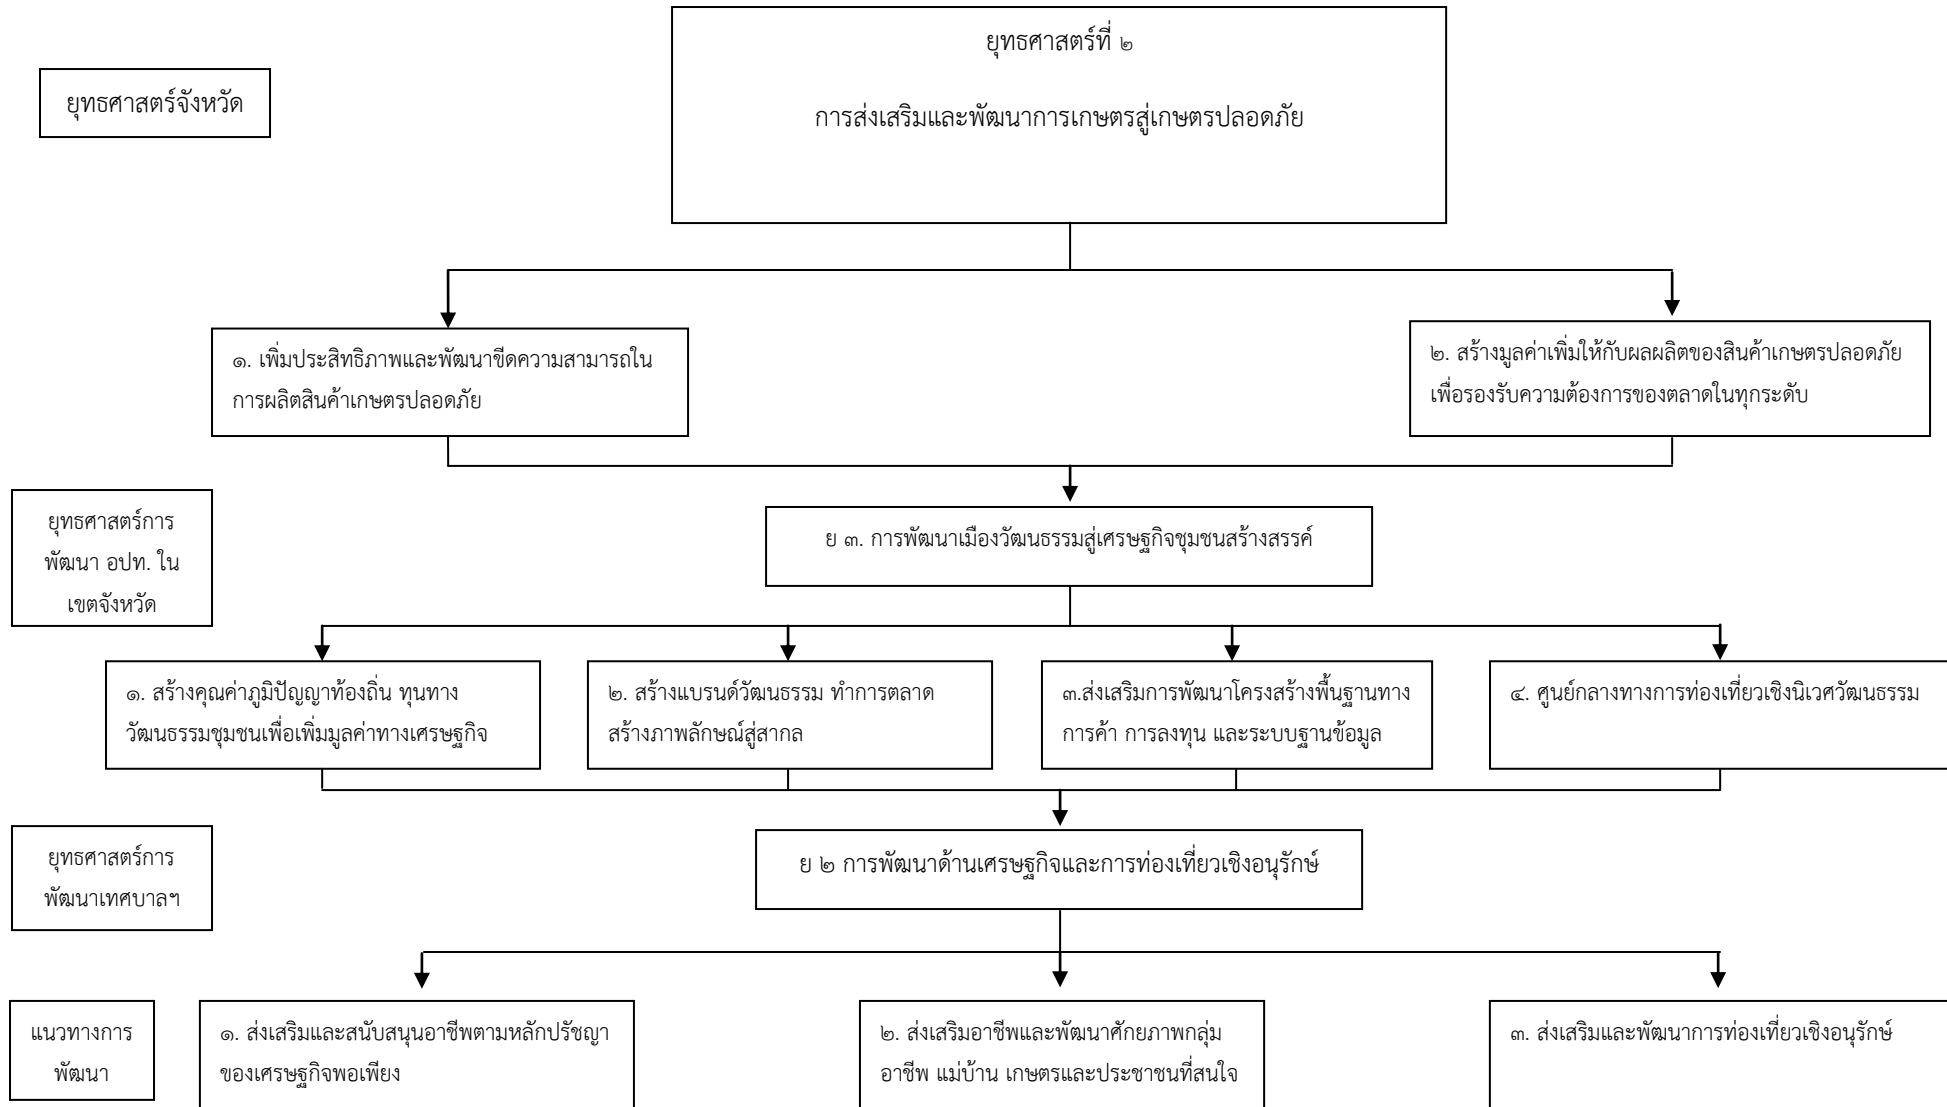 ยุทธศาสตร์ที่ ๒
ยุทธศาสตร์จังหวัด
การส่งเสริมและพัฒนาการเกษตรสู่เกษตรปลอดภัย
๑. เพิ่มประสิทธิภาพและพัฒนาขีดความสามารถใน
การผลิตสินค้าเกษตรปลอดภัย
๒. สร้างมูลค่าเพิ่มให้กับผลผลิตของสินค้าเกษตรปลอดภัย
เพื่อรองรับความต้องการของตลาดในทุกระดับ
ยุทธศาสตร์การ
พัฒนา อปท. ใน
เขตจังหวัด
ย ๓. การพัฒนาเมืองวัฒนธรรมสู่เศรษฐกิจชุมชนสร้างสรรค์
๑. สร้างคุณค่าภูมิปัญญาท้องถิ่น ทุนทาง
วัฒนธรรมชุมชนเพื่อเพิ่มมูลค่าทางเศรษฐกิจ
๒. สร้างแบรนด์วัฒนธรรม ทำการตลาด
สร้างภาพลักษณ์สู่สากล
๓.ส่งเสริมการพัฒนาโครงสร้างพื้นฐานทาง
การค้า การลงทุน และระบบฐานข้อมูล
๔. ศูนย์กลางทางการท่องเที่ยวเชิงนิเวศวัฒนธรรม
ยุทธศาสตร์การ
พัฒนาเทศบาลฯ
ย ๒ การพัฒนาด้านเศรษฐกิจและการท่องเที่ยวเชิงอนุรักษ์
แนวทางการ
พัฒนา
๑. ส่งเสริมและสนับสนุนอาชีพตามหลักปรัชญา
ของเศรษฐกิจพอเพียง
๒. ส่งเสริมอาชีพและพัฒนาศักยภาพกลุ่ม
อาชีพ แม่บ้าน เกษตรและประชาชนที่สนใจ
๓. ส่งเสริมและพัฒนาการท่องเที่ยวเชิงอนุรักษ์